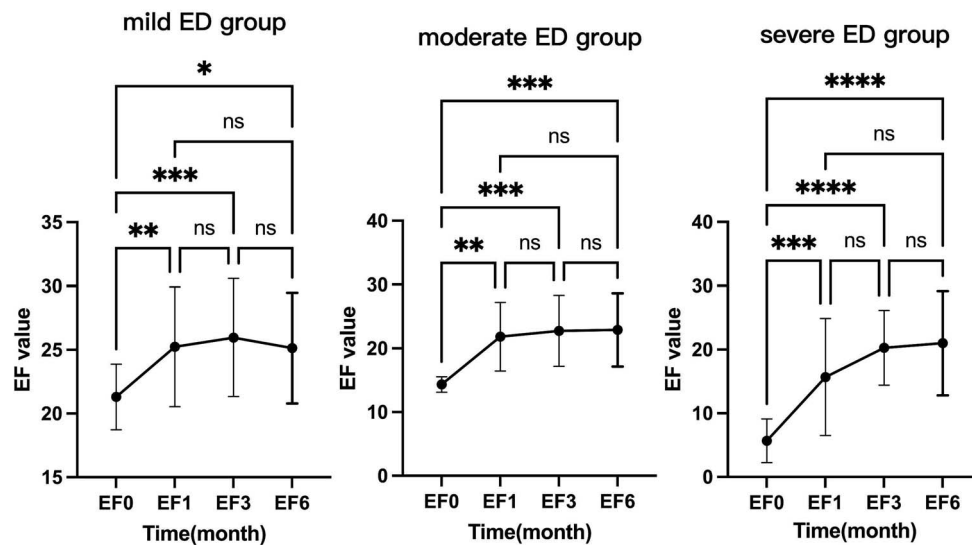 mild ED group
*
ns
***
** ns ns
35
30
25
20
15
EF value
EF0 EF1 EF3 EF6
Time(month)
moderate ED group
***
ns
***
** ns ns
40
30
20
10
0
EF value
EF0 EF1 EF3 EF6
Time(month)
severe ED group
****
ns
****
*** ns ns
40
30
20
10
0
EF value
EF0 EF1 EF3 EF6
Time(month)